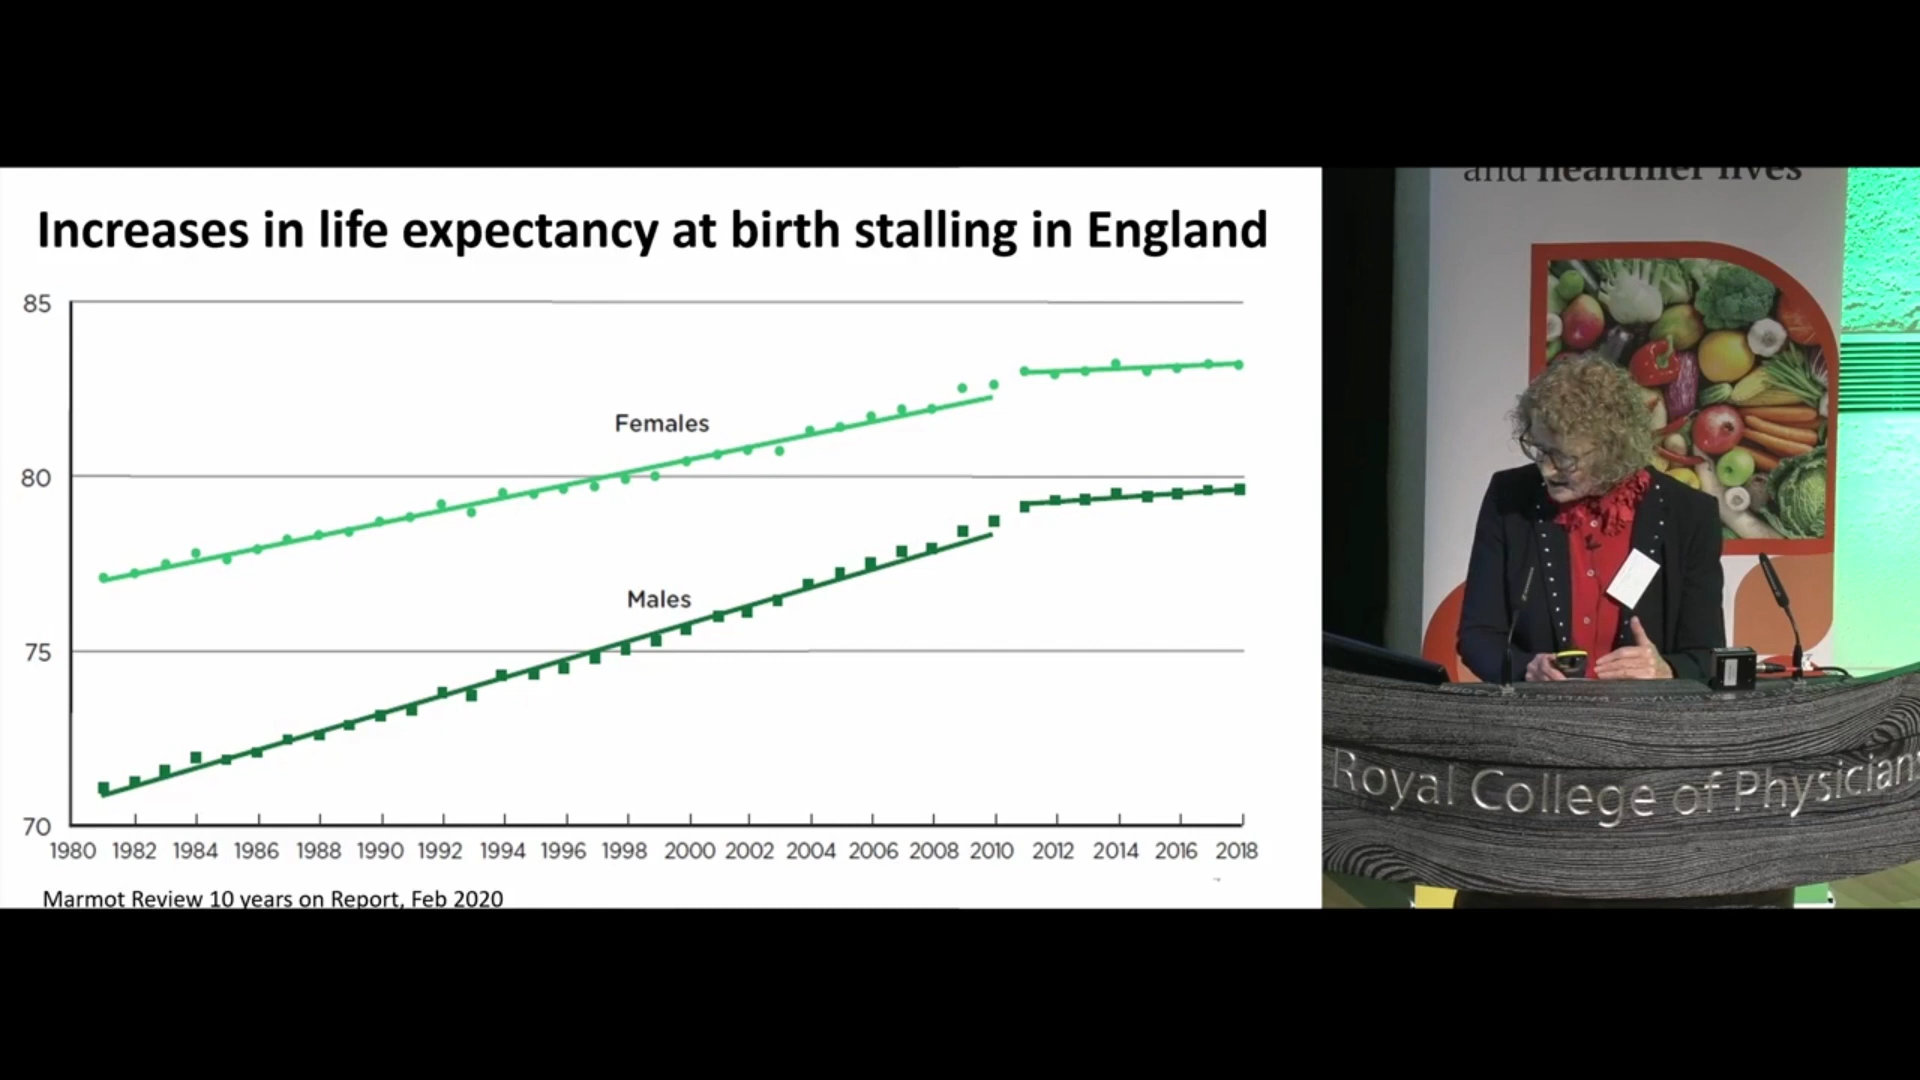 Increases in life expectancy at birth stalling in England
85
80
75
70
Females
Males
1980 1982 1984 1986 1988 1990 1992 1994 1996 1998 2000 2002 2004 2006 2008 2010 2012 2014 2016 2018
Marmot Review 10 years on Report, Feb 2020
and healthier lives
Royal College of Physicians